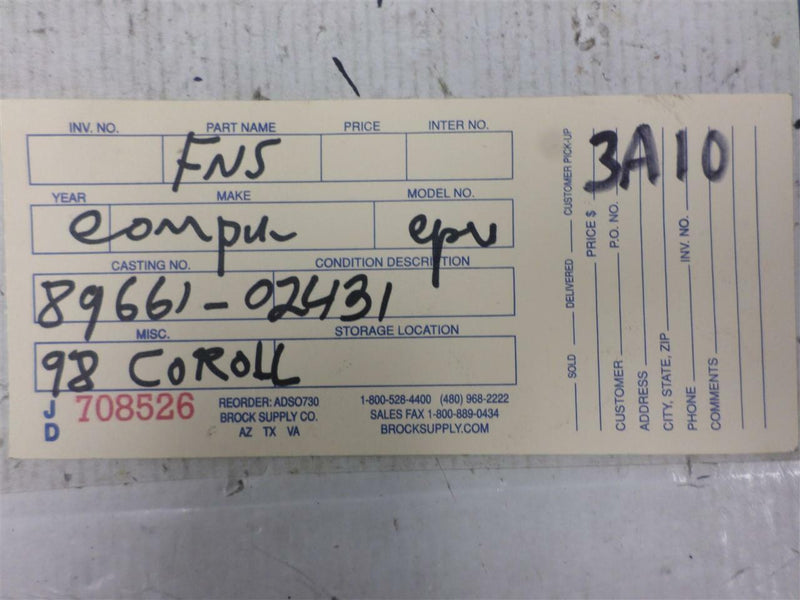 INV. NO. PART NAME PRICE INTER NO.
FNS
YEAR MAKE MODEL NO.
compu epu
CASTING NO. CONDITION DESCRIPTION
89661-02431
MISC. STORAGE LOCATION
98 COROLL
JD 708526
REORDER: ADSO730
BROCK SUPPLY CO.
AZ TX VA
1-800-528-4400 (480) 968-2222
SALES FAX 1-800-889-0434
BROCKSUPPLY.COM
3A10
SOLD DELIVERED CUSTOMER PICK-UP
PRICE $
CUSTOMER P.O. NO.
ADDRESS
CITY, STATE, ZIP
PHONE INV. NO.
COMMENTS